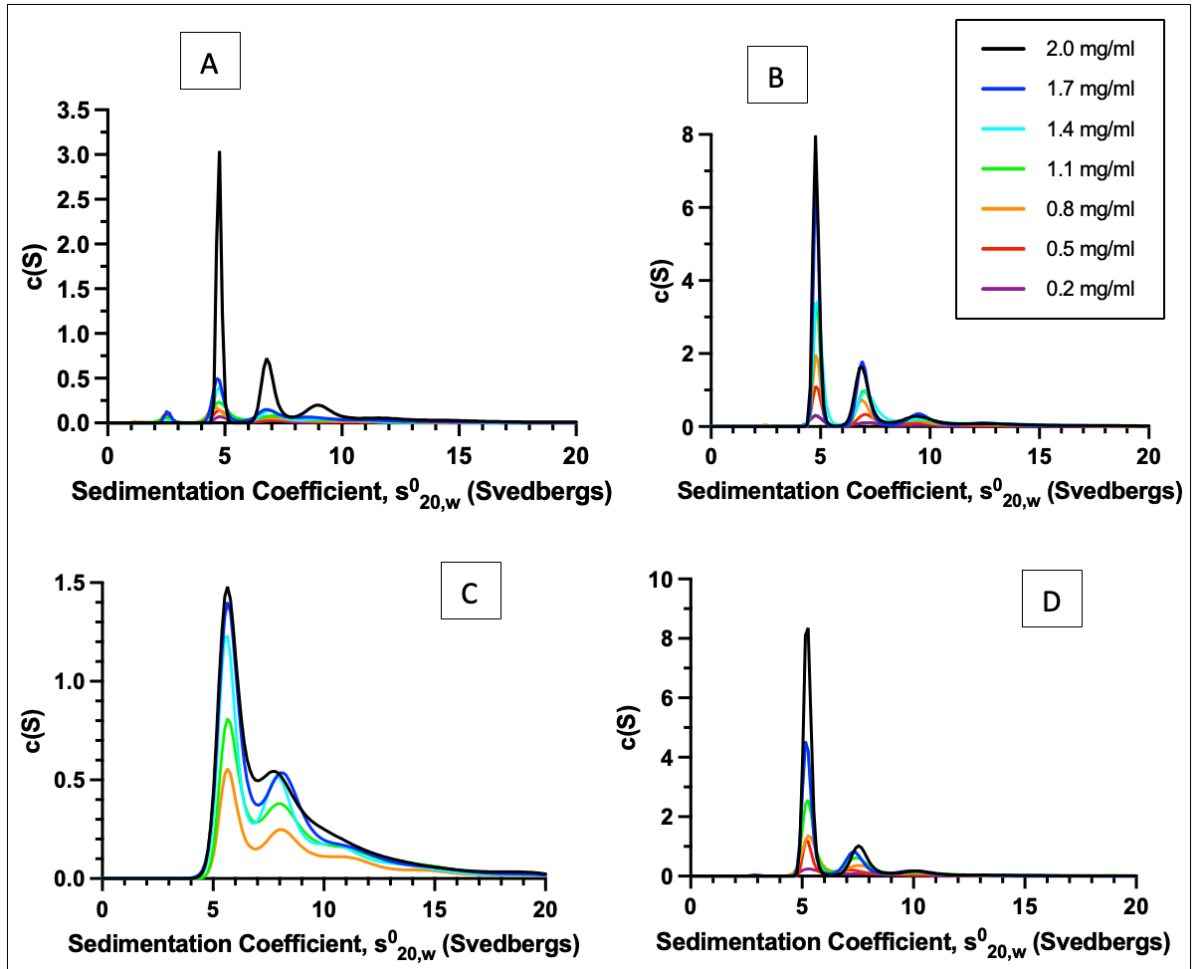 A
3.5
3.0
2.5
2.0
1.5
1.0
0.5
0.0
c(S)
0 5 10 15 20
Sedimentation Coefficient, s⁰20,w (Svedbergs)
B
8
6
4
2
0
c(S)
0 5 10 15 20
Sedimentation Coefficient, s⁰20,w (Svedbergs)
2.0 mg/ml
1.7 mg/ml
1.4 mg/ml
1.1 mg/ml
0.8 mg/ml
0.5 mg/ml
0.2 mg/ml
C
1.5
1.0
0.5
0.0
c(S)
0 5 10 15 20
Sedimentation Coefficient, s⁰20,w (Svedbergs)
D
10
8
6
4
2
0
c(S)
0 5 10 15 20
Sedimentation Coefficient, s⁰20,w (Svedbergs)